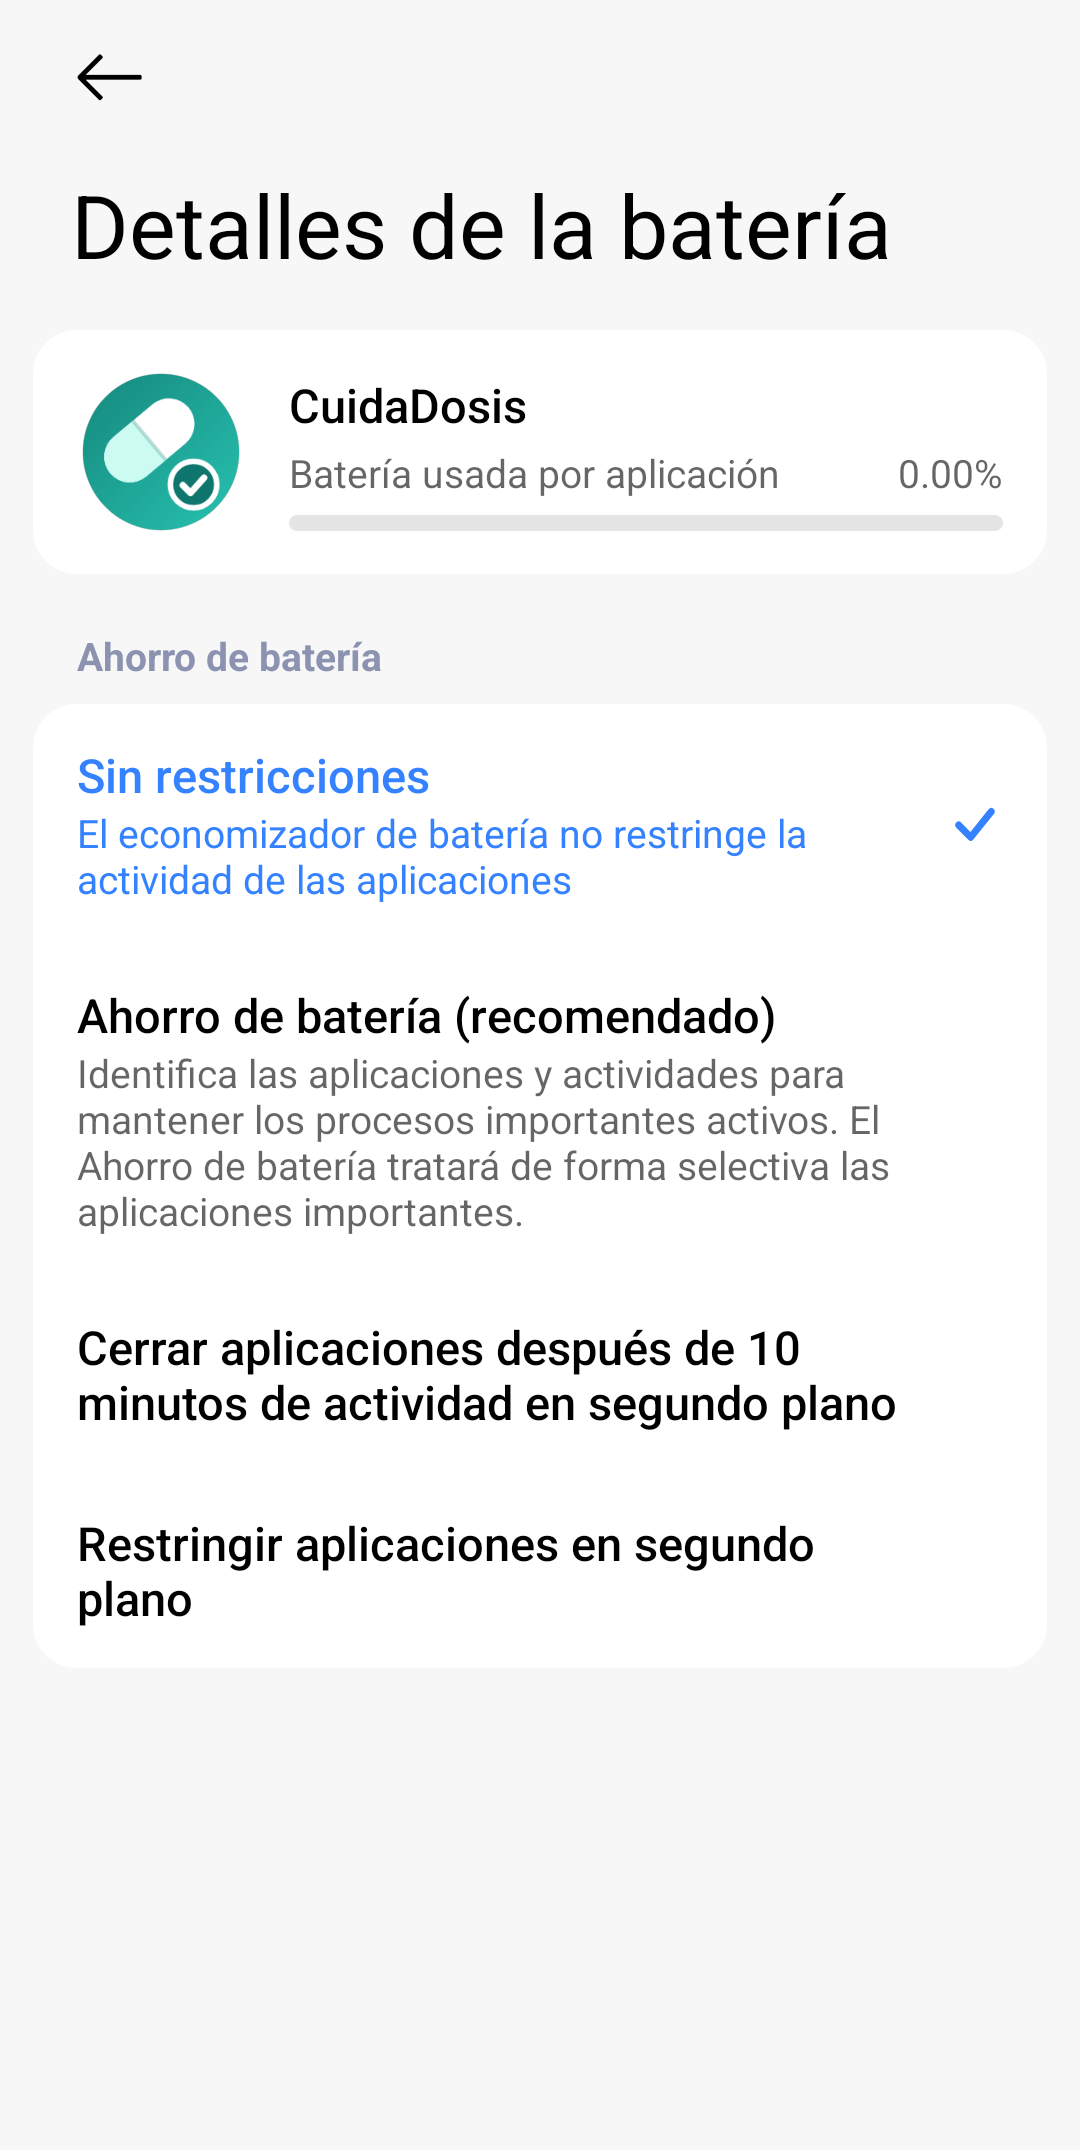 Detalles de la batería
CuidaDosis
Batería usada por aplicación 0.00%
Ahorro de batería
Sin restricciones
El economizador de batería no restringe la
actividad de las aplicaciones
Ahorro de batería (recomendado)
Identifica las aplicaciones y actividades para
mantener los procesos importantes activos. El
Ahorro de batería tratará de forma selectiva las
aplicaciones importantes.
Cerrar aplicaciones después de 10
minutos de actividad en segundo plano
Restringir aplicaciones en segundo
plano